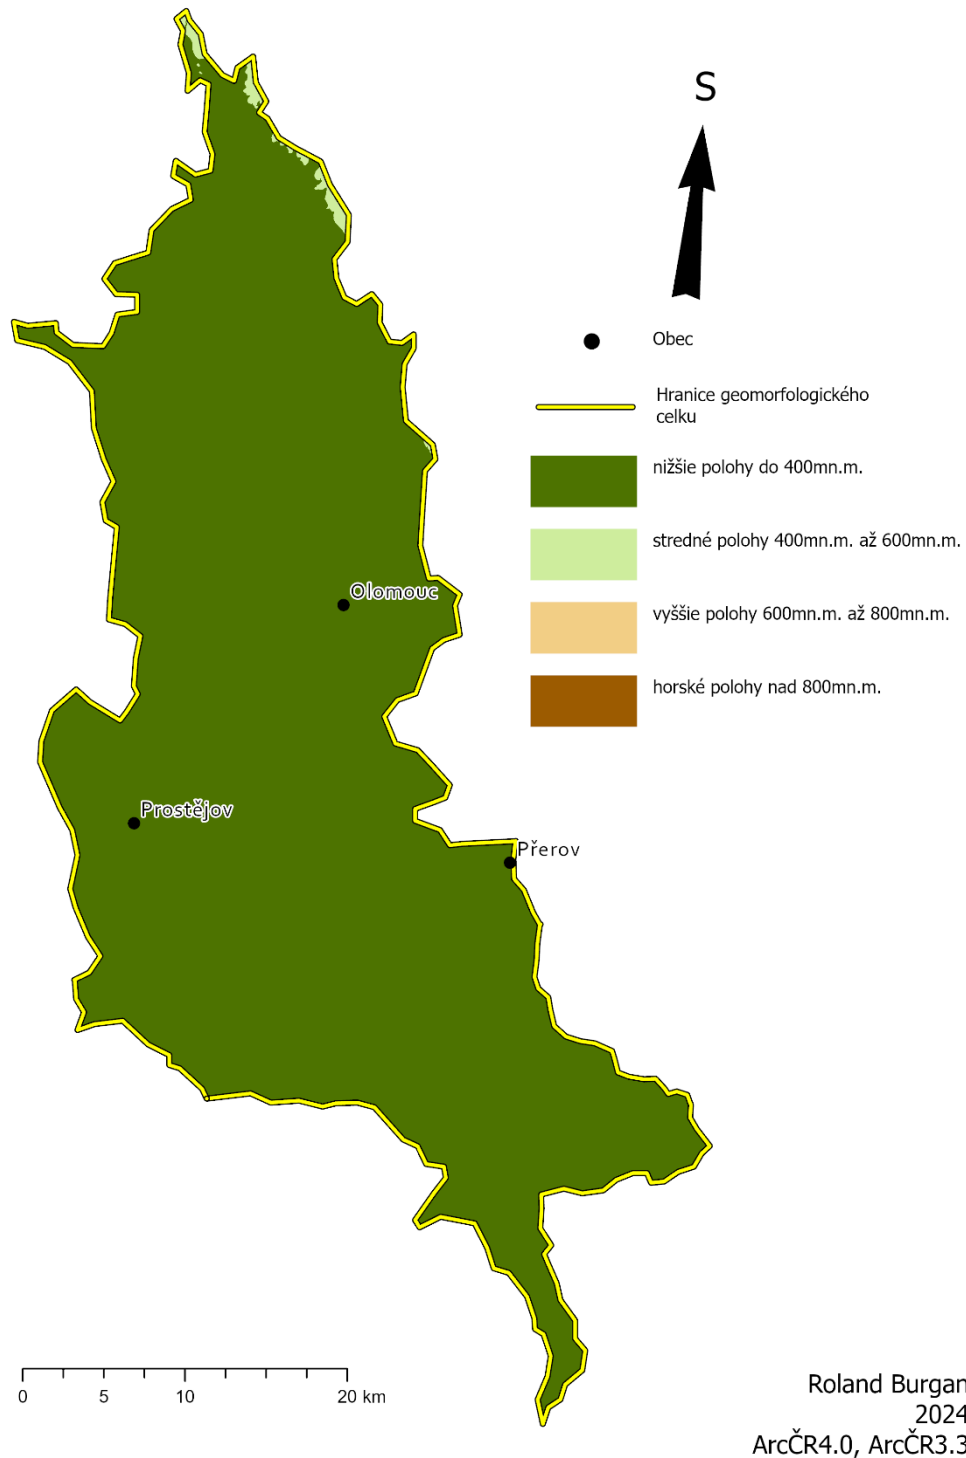 S
Obec
Hranice geomorfologického
celku
nižšie polohy do 400mn.m.
stredné polohy 400mn.m. až 600mn.m.
vyššie polohy 600mn.m. až 800mn.m.
horské polohy nad 800mn.m.
Olomouc
Prostějov
Přerov
0 5 10 20 km
Roland Burgan
2024
ArcČR4.0, ArcČR3.3